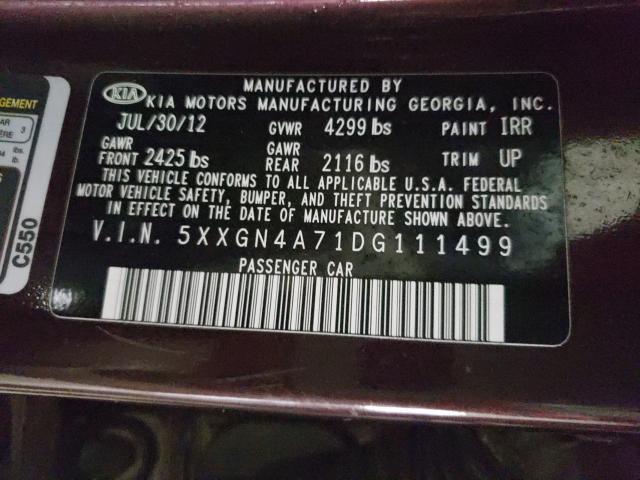 MANUFACTURED BY
KIA KIA MOTORS MANUFACTURING GEORGIA, INC.
JUL/30/12 GVWR 4299 lbs PAINT IRR
GAWR FRONT 2425 lbs GAWR REAR 2116 lbs TRIM UP
THIS VEHICLE CONFORMS TO ALL APPLICABLE U.S.A. FEDERAL
MOTOR VEHICLE SAFETY, BUMPER, AND THEFT PREVENTION STANDARDS
IN EFFECT ON THE DATE OF MANUFACTURE SHOWN ABOVE.
V.I.N. 5XXGN4A71DG111499
PASSENGER CAR
C550